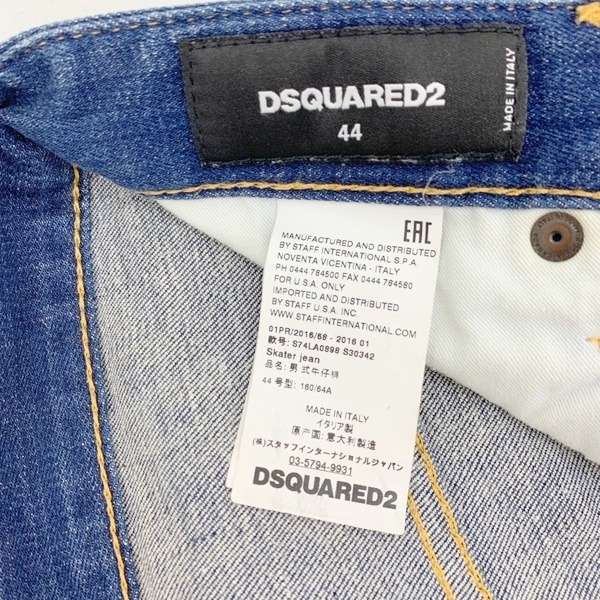 DSQUARED2
44
MADE IN ITALY
EAC
MANUFACTURED AND DISTRIBUTED
BY STAFF INTERNATIONAL S.P.A.
NOVENTA VICENTINA - ITALY
PH 0444 784500 FAX 0444 784580
FOR U.S.A. ONLY
IMPORTED AND DISTRIBUTED
BY STAFF U.S.A. INC.
WWW.STAFFINTERNATIONAL.COM
01PR/2016/68 - 2016 01
款号: S74LA0898 S30342
Skater jean
品名: 男式牛仔裤
44 号型: 160/64A
MADE IN ITALY
イタリア製
原产国: 意大利製造
(株)スタッフインターナショナルジャパン
03-5794-9931
DSQUARED2